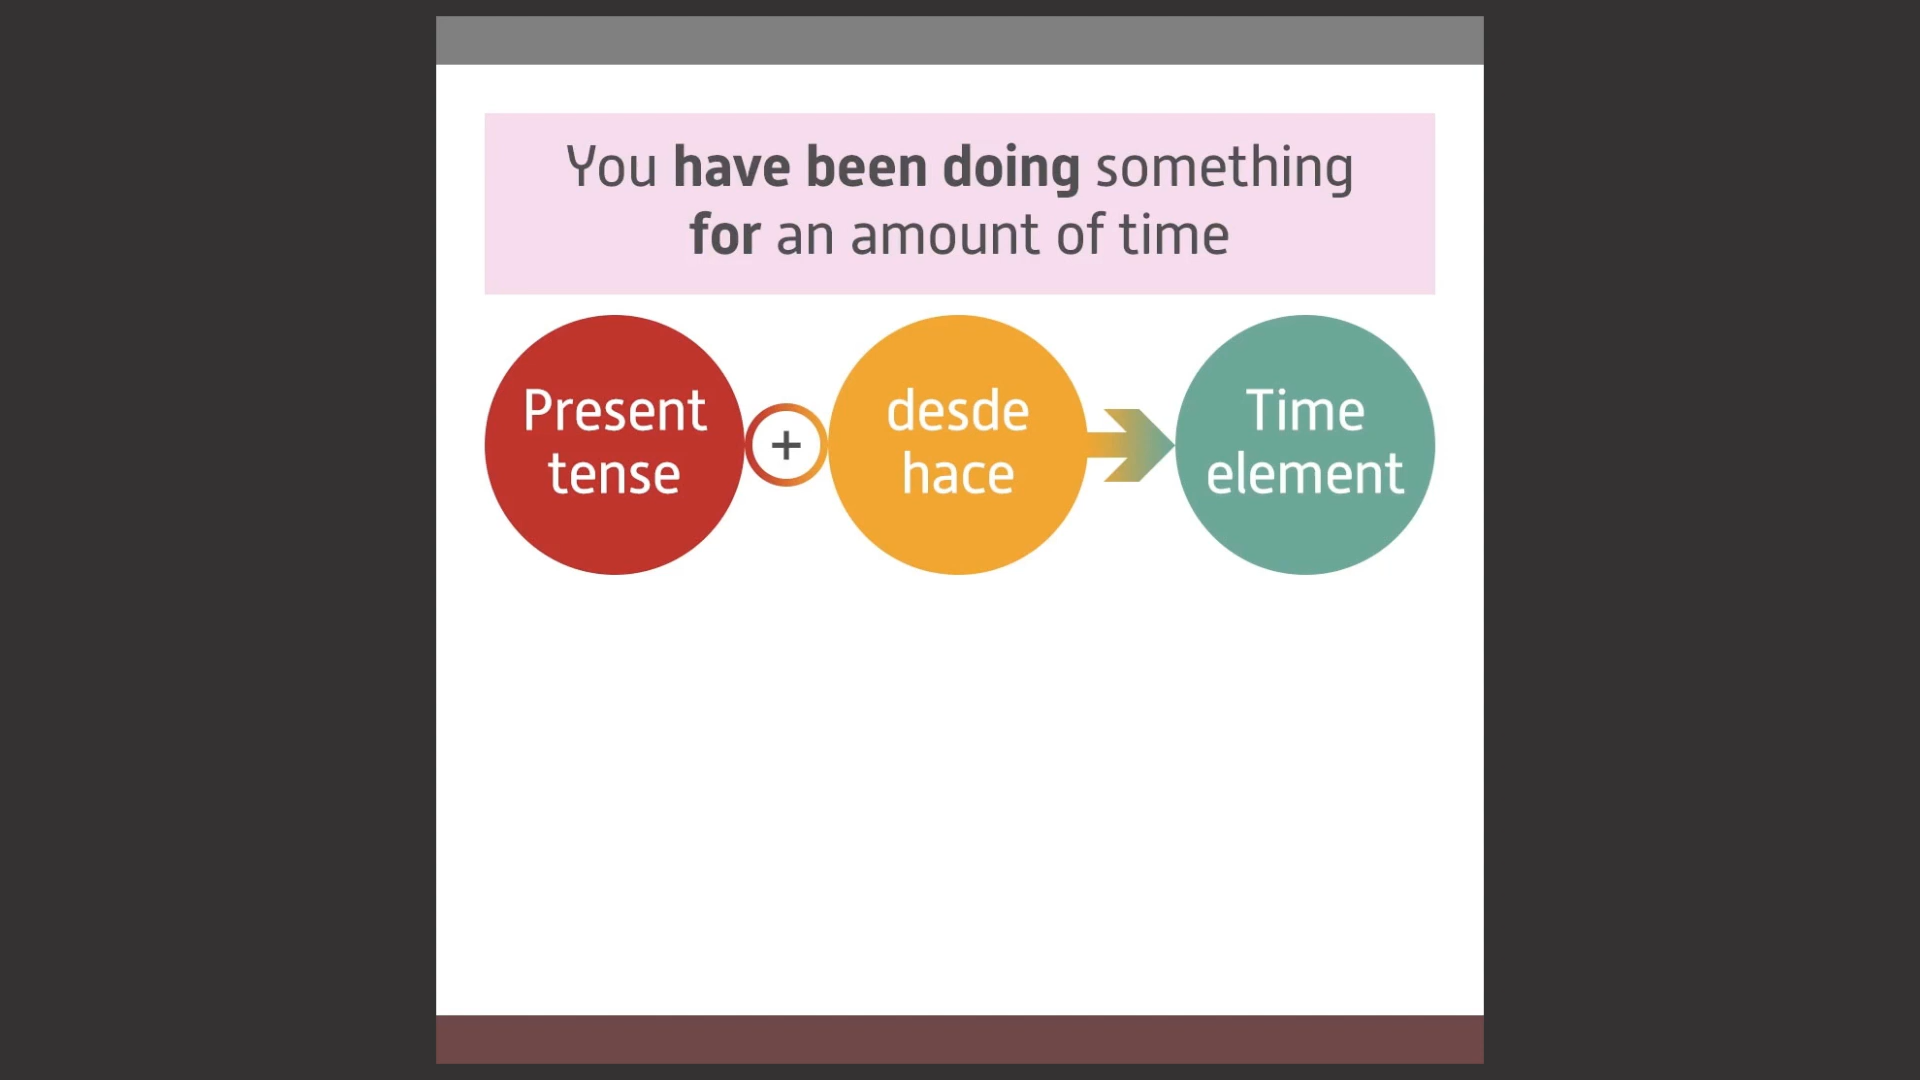 You have been doing something
for an amount of time
Present
tense
+
desde
hace
Time
element